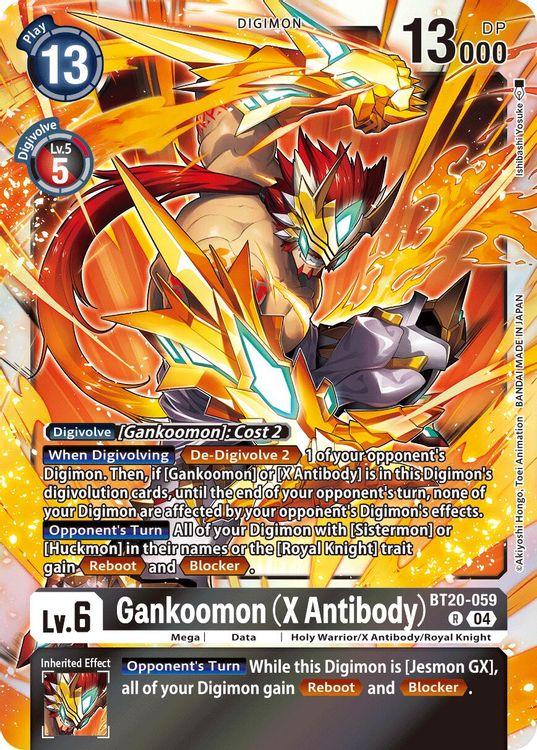 DIGIMON
Play
13
13000
DP
Digivolve
Lv.5
5
Ishibashi Yosuke
©Akiyoshi Hongo, Toei Animation BANDAI MADE IN JAPAN
Digivolve [Gankoomon]: Cost 2
When Digivolving De-Digivolve 2 1 of your opponent's
Digimon. Then, if [Gankoomon] or [X Antibody] is in this Digimon's
digivolution cards, until the end of your opponent's turn, none of
your Digimon are affected by your opponent's Digimon's effects.
Opponent's Turn All of your Digimon with [Sistermon] or
[Huckmon] in their names or the [Royal Knight] trait
gain Reboot and Blocker.
Lv.6
Gankoomon (X Antibody)
BT20-059
R 04
Mega | Data | Holy Warrior/X Antibody/Royal Knight
Inherited Effect
Opponent's Turn While this Digimon is [Jesmon GX],
all of your Digimon gain Reboot and Blocker.